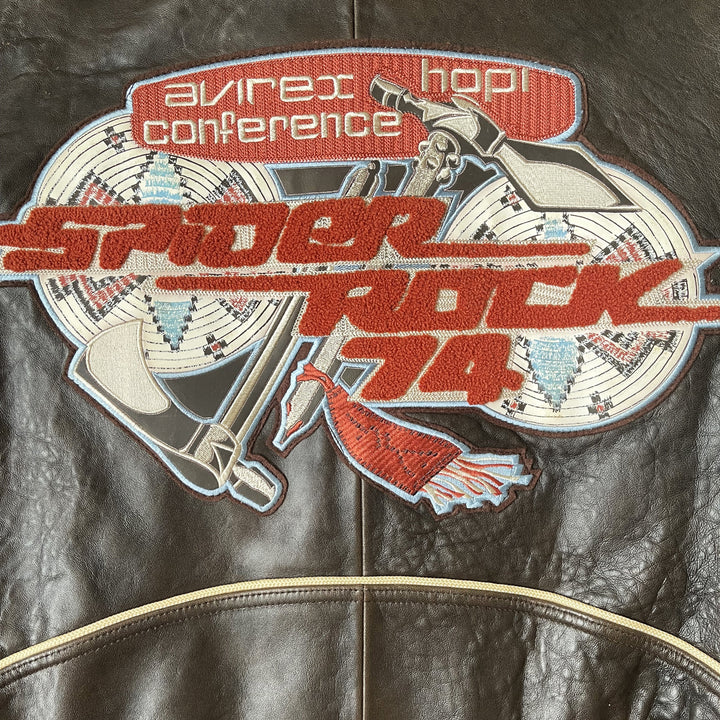 avirex hopi
conference
SPIDER
ROCK
74